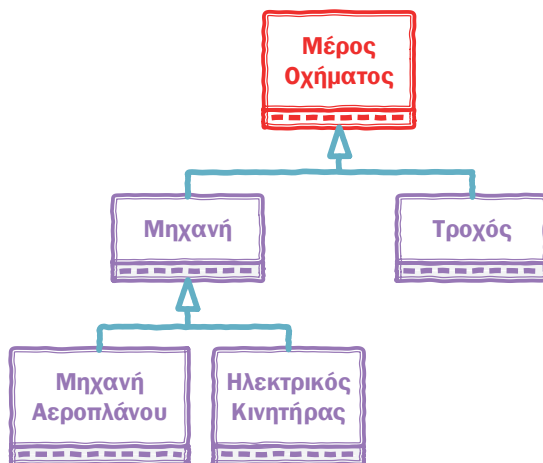 Μέρος
Οχήματος
Μηχανή
Τροχός
Μηχανή
Αεροπλάνου
Ηλεκτρικός
Κινητήρας